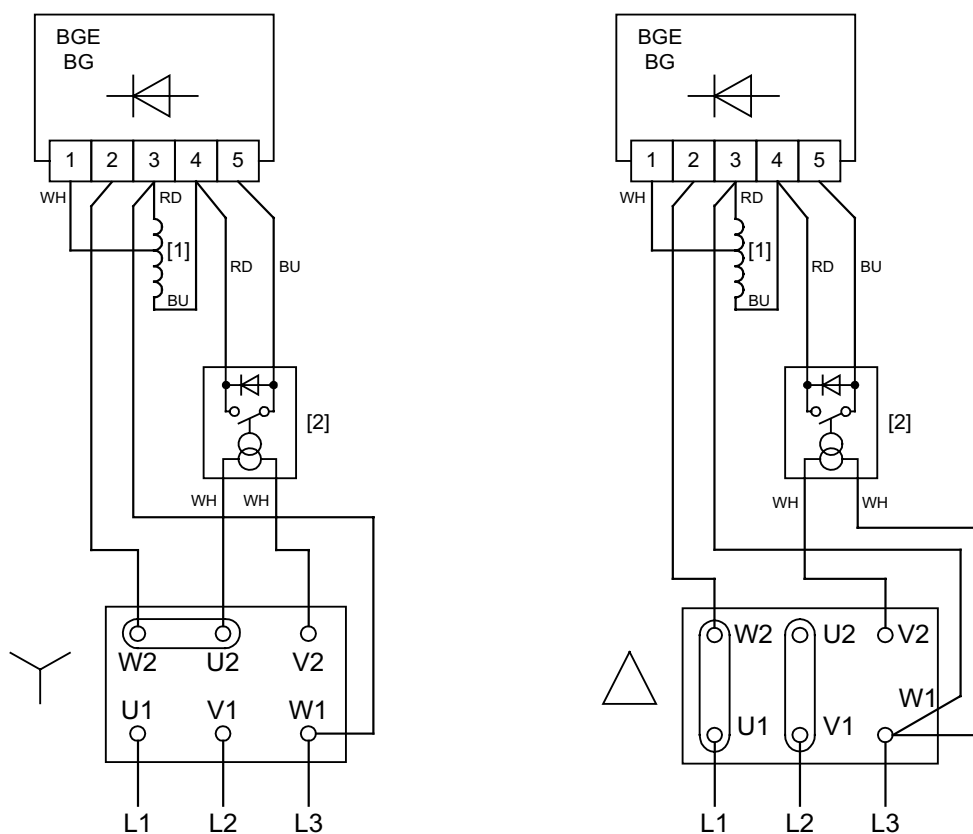 BGE
BG
1 2 3 4 5
WH RD
[1]
RD BU
BU
[2]
WH WH
W2 U2 V2
U1 V1 W1
L1 L2 L3
BGE
BG
1 2 3 4 5
WH RD
[1]
RD BU
BU
[2]
WH WH
W2 U2 V2
W1
U1 V1
L1 L2 L3